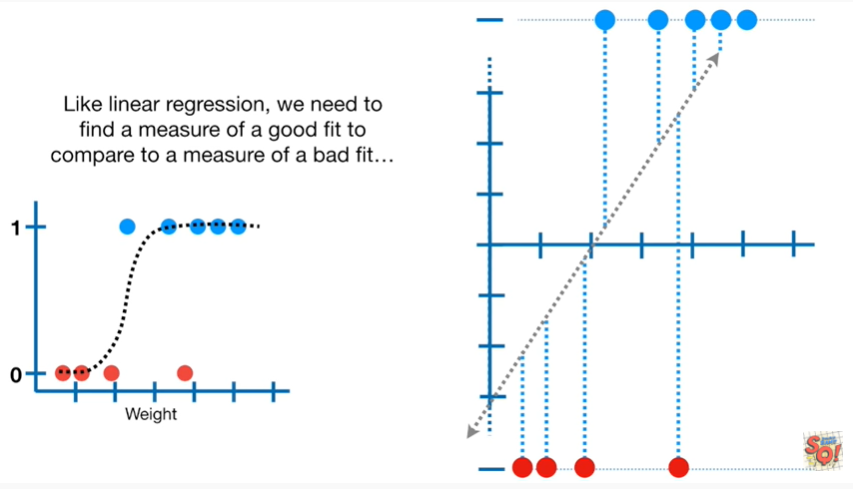 Like linear regression, we need to
find a measure of a good fit to
compare to a measure of a bad fit…
1
0
Weight
SO!